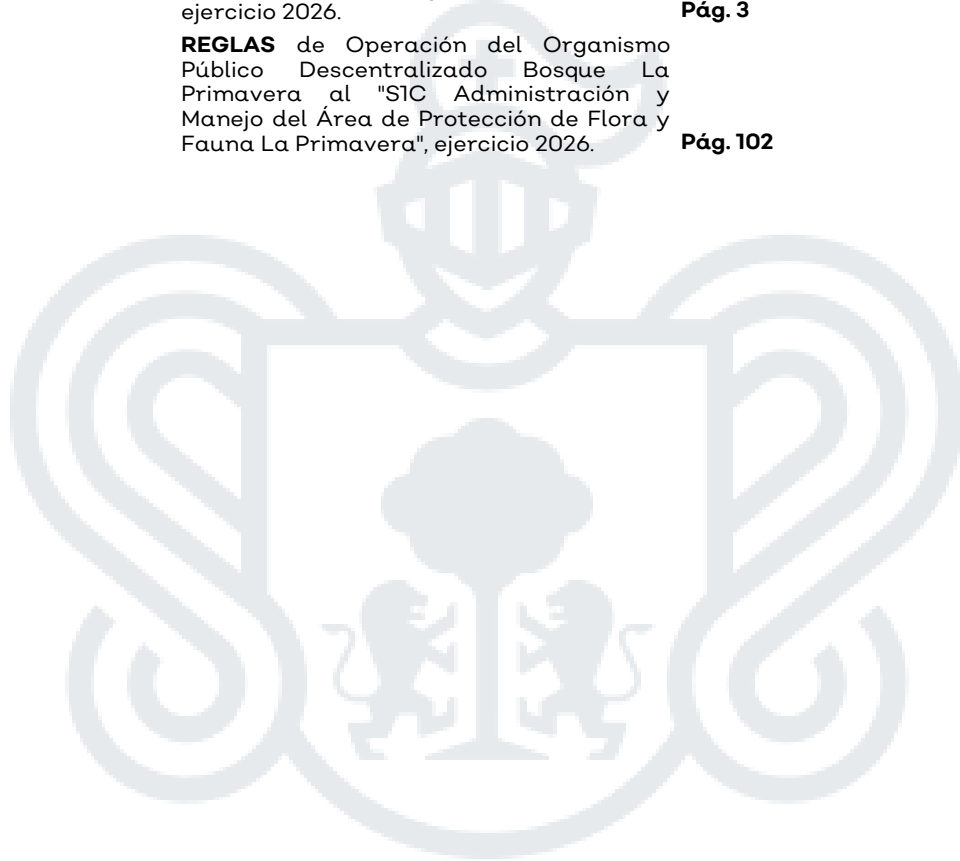 ejercicio 2026. Pág. 3
REGLAS de Operación del Organismo
Público Descentralizado Bosque La
Primavera al "S1C Administración y
Manejo del Área de Protección de Flora y
Fauna La Primavera", ejercicio 2026. Pág. 102